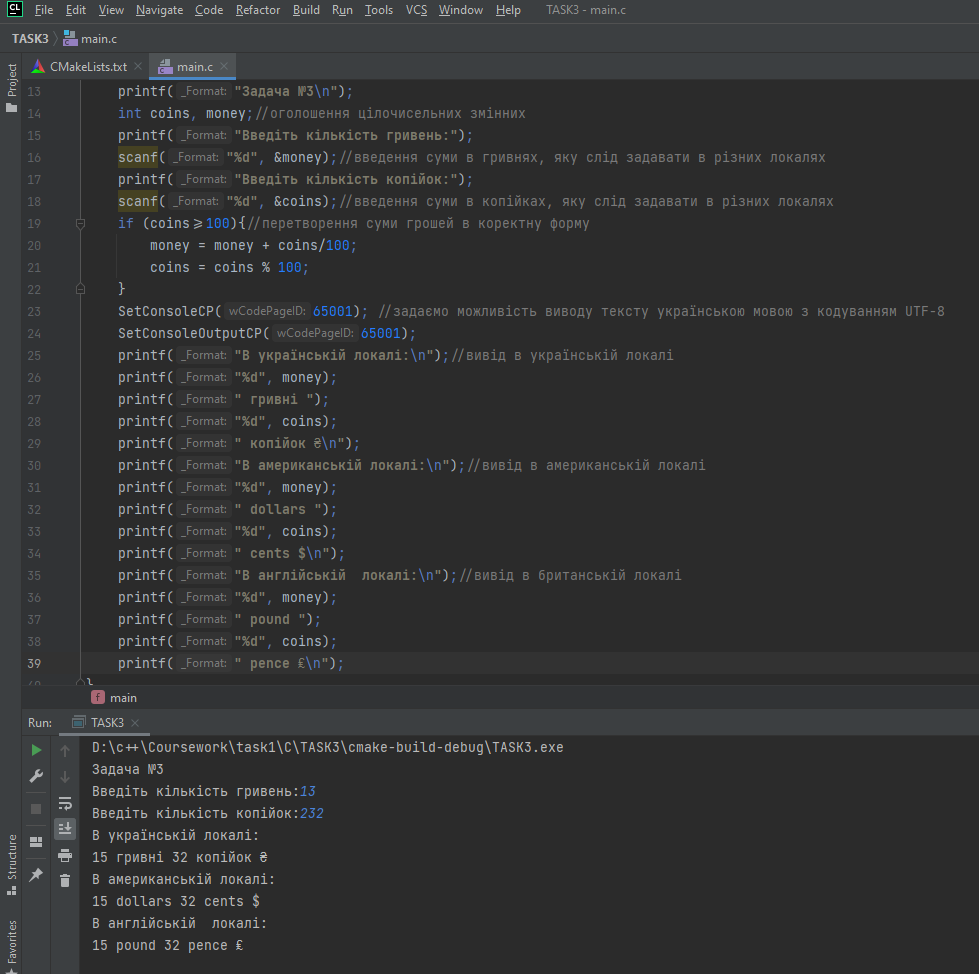 CL File Edit View Navigate Code Refactor Build Run Tools VCS Window Help TASK3 - main.c
TASK3 main.c
Project
CMakeLists.txt main.c
13 printf(_Format: "Задача №3\n");
14 int coins, money;//оголошення цілочисельних змінних
15 printf(_Format: "Введіть кількість гривень:");
16 scanf(_Format: "%d", &money);//введення суми в гривнях, яку слід задавати в різних локалях
17 printf(_Format: "Введіть кількість копійок:");
18 scanf(_Format: "%d", &coins);//введення суми в копійках, яку слід задавати в різних локалях
19 if (coins>=100){//перетворення суми грошей в коректну форму
20 money = money + coins/100;
21 coins = coins % 100;
22 }
23 SetConsoleCP(wCodePageID: 65001); //задаємо можливість виводу тексту українською мовою з кодуванням UTF-8
24 SetConsoleOutputCP(wCodePageID: 65001);
25 printf(_Format: "В українській локалі:\n");//вивід в українській локалі
26 printf(_Format: "%d", money);
27 printf(_Format: " гривні ");
28 printf(_Format: "%d", coins);
29 printf(_Format: " копійок ₴\n");
30 printf(_Format: "В американській локалі:\n");//вивід в американській локалі
31 printf(_Format: "%d", money);
32 printf(_Format: " dollars ");
33 printf(_Format: "%d", coins);
34 printf(_Format: " cents $\n");
35 printf(_Format: "В англійській  локалі:\n");//вивід в британській локалі
36 printf(_Format: "%d", money);
37 printf(_Format: " pound ");
38 printf(_Format: "%d", coins);
39 printf(_Format: " pence ₤\n");
40 }
f main
Run: TASK3
D:\c++\Coursework\task1\C\TASK3\cmake-build-debug\TASK3.exe
Задача №3
Введіть кількість гривень:13
Введіть кількість копійок:232
В українській локалі:
15 гривні 32 копійок ₴
В американській локалі:
15 dollars 32 cents $
В англійській  локалі:
15 pound 32 pence ₤
Structure
Favorites